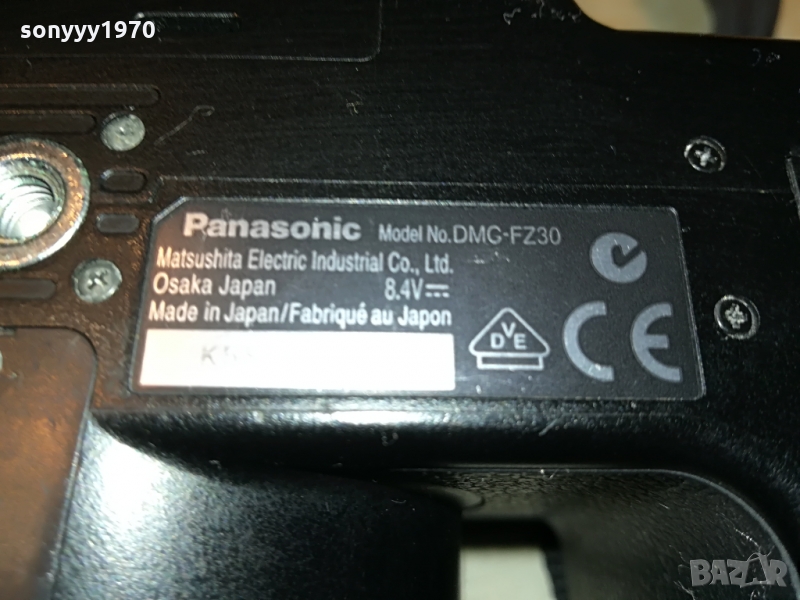 sonyyy1970
Panasonic Model No.DMC-FZ30
Matsushita Electric Industrial Co., Ltd.
Osaka Japan 8.4V⎓
Made in Japan/Fabriqué au Japon
DVE
CE
BAZAR